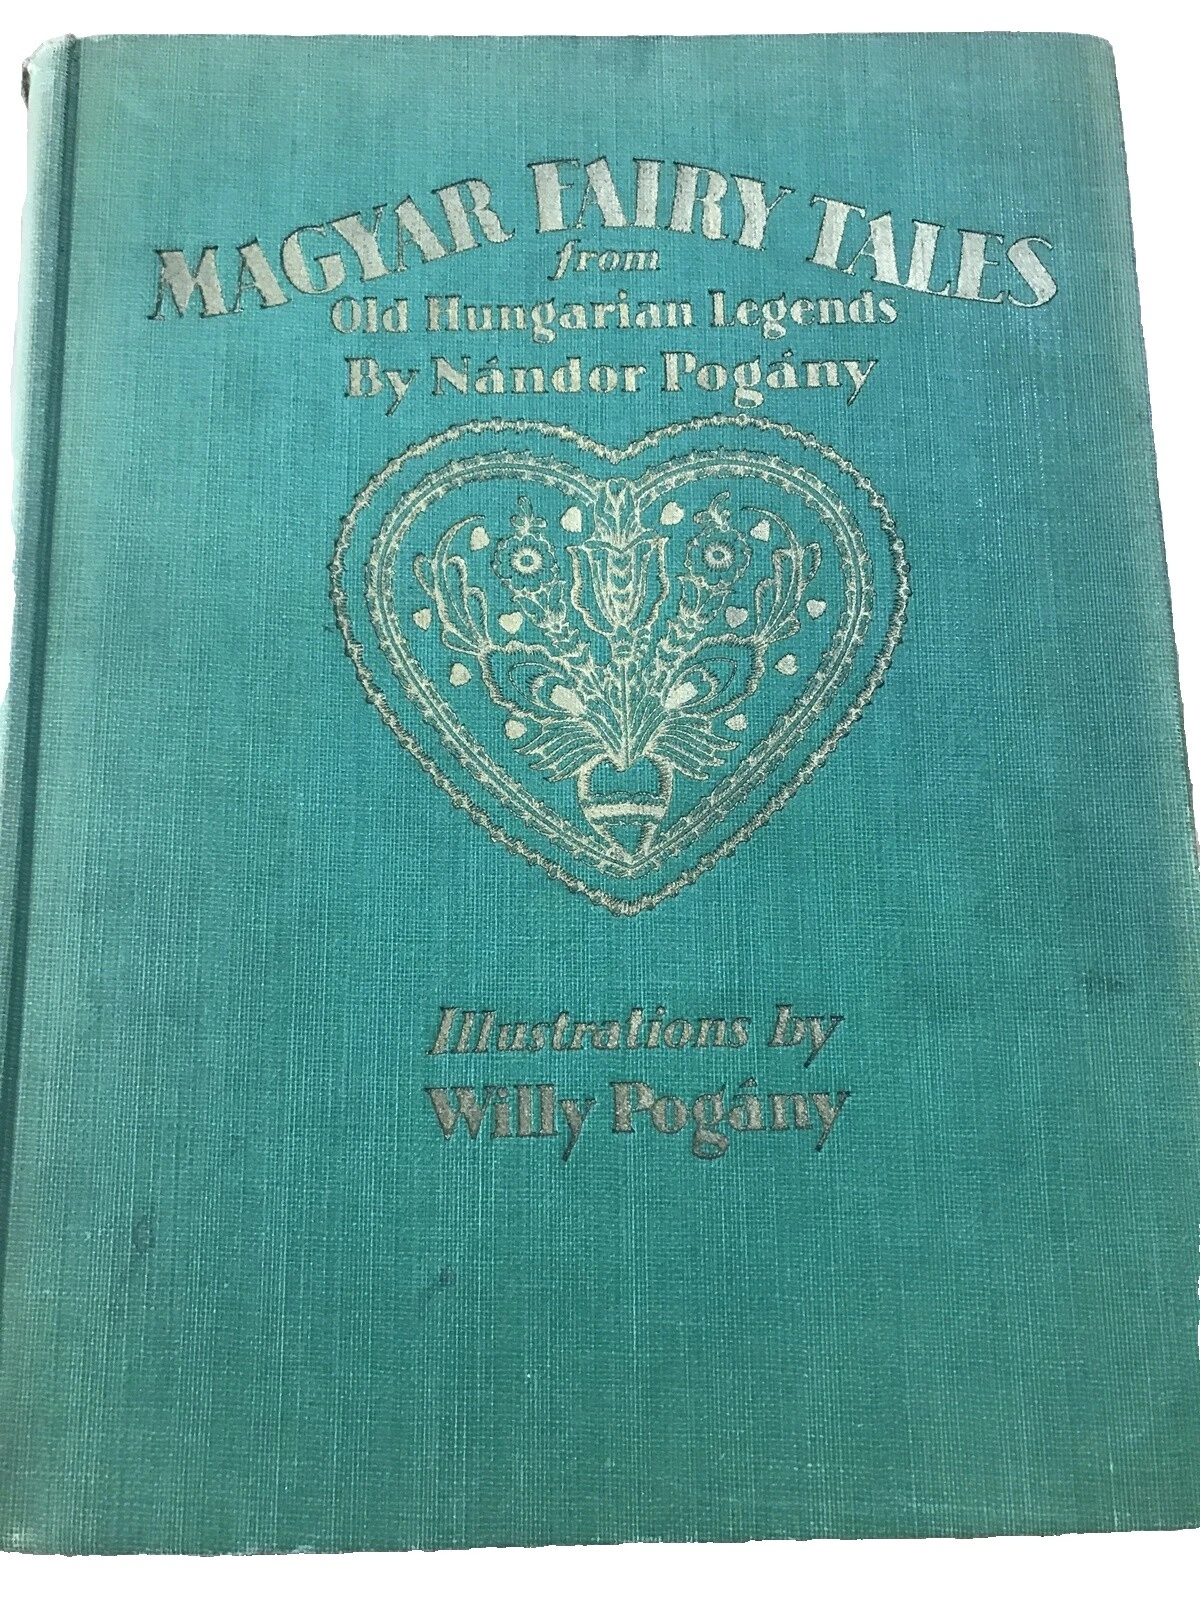 MAGYAR FAIRY TALES
from
Old Hungarian Legends
By Nándor Pogány
Illustrations by
Willy Pogány